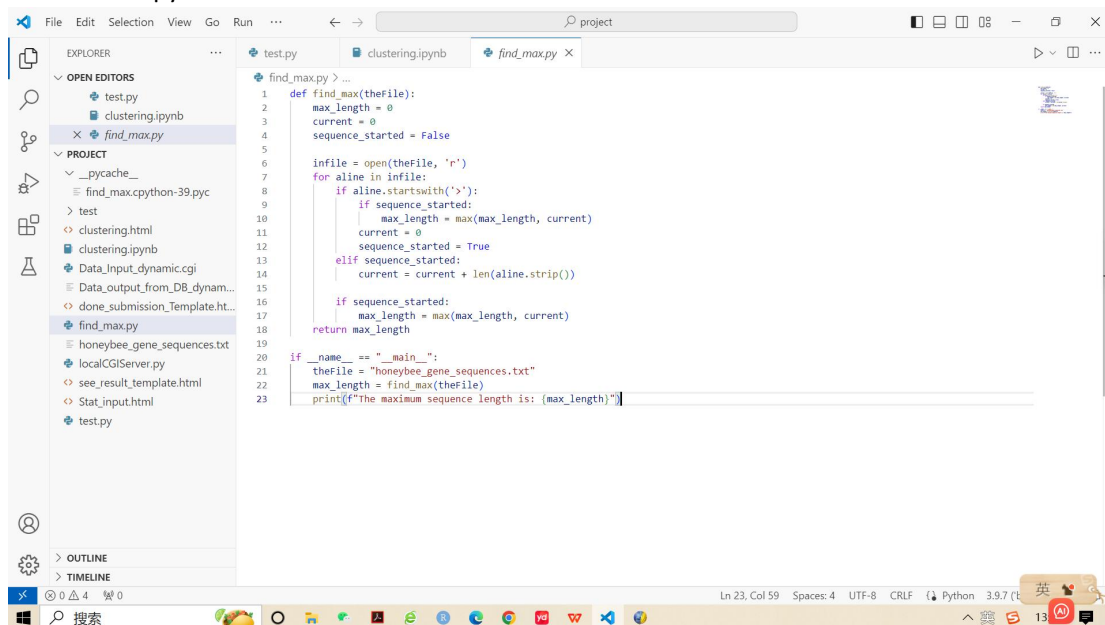 File Edit Selection View Go Run ··· ← → project
EXPLORER ···
test.py clustering.ipynb find_max.py ×
OPEN EDITORS
test.py
clustering.ipynb
× find_max.py
PROJECT
__pycache__
find_max.cpython-39.pyc
> test
clustering.html
clustering.ipynb
Data_Input_dynamic.cgi
Data_output_from_DB_dynam...
done_submission_Template.ht...
find_max.py
honeybee_gene_sequences.txt
localCGIServer.py
see_result_template.html
Stat_input.html
test.py
> OUTLINE
> TIMELINE
find_max.py > ...
1 def find_max(theFile):
2     max_length = 0
3     current = 0
4     sequence_started = False
5
6     infile = open(theFile, 'r')
7     for aline in infile:
8         if aline.startswith('>'):
9             if sequence_started:
10                 max_length = max(max_length, current)
11             current = 0
12             sequence_started = True
13         elif sequence_started:
14             current = current + len(aline.strip())
15
16         if sequence_started:
17             max_length = max(max_length, current)
18     return max_length
19
20 if __name__ == "__main__":
21     theFile = "honeybee_gene_sequences.txt"
22     max_length = find_max(theFile)
23     print(f"The maximum sequence length is: {max_length}")
0 4 0 Ln 23, Col 59 Spaces: 4 UTF-8 CRLF Python 3.9.7 ('b
英
搜索 yd 英 13